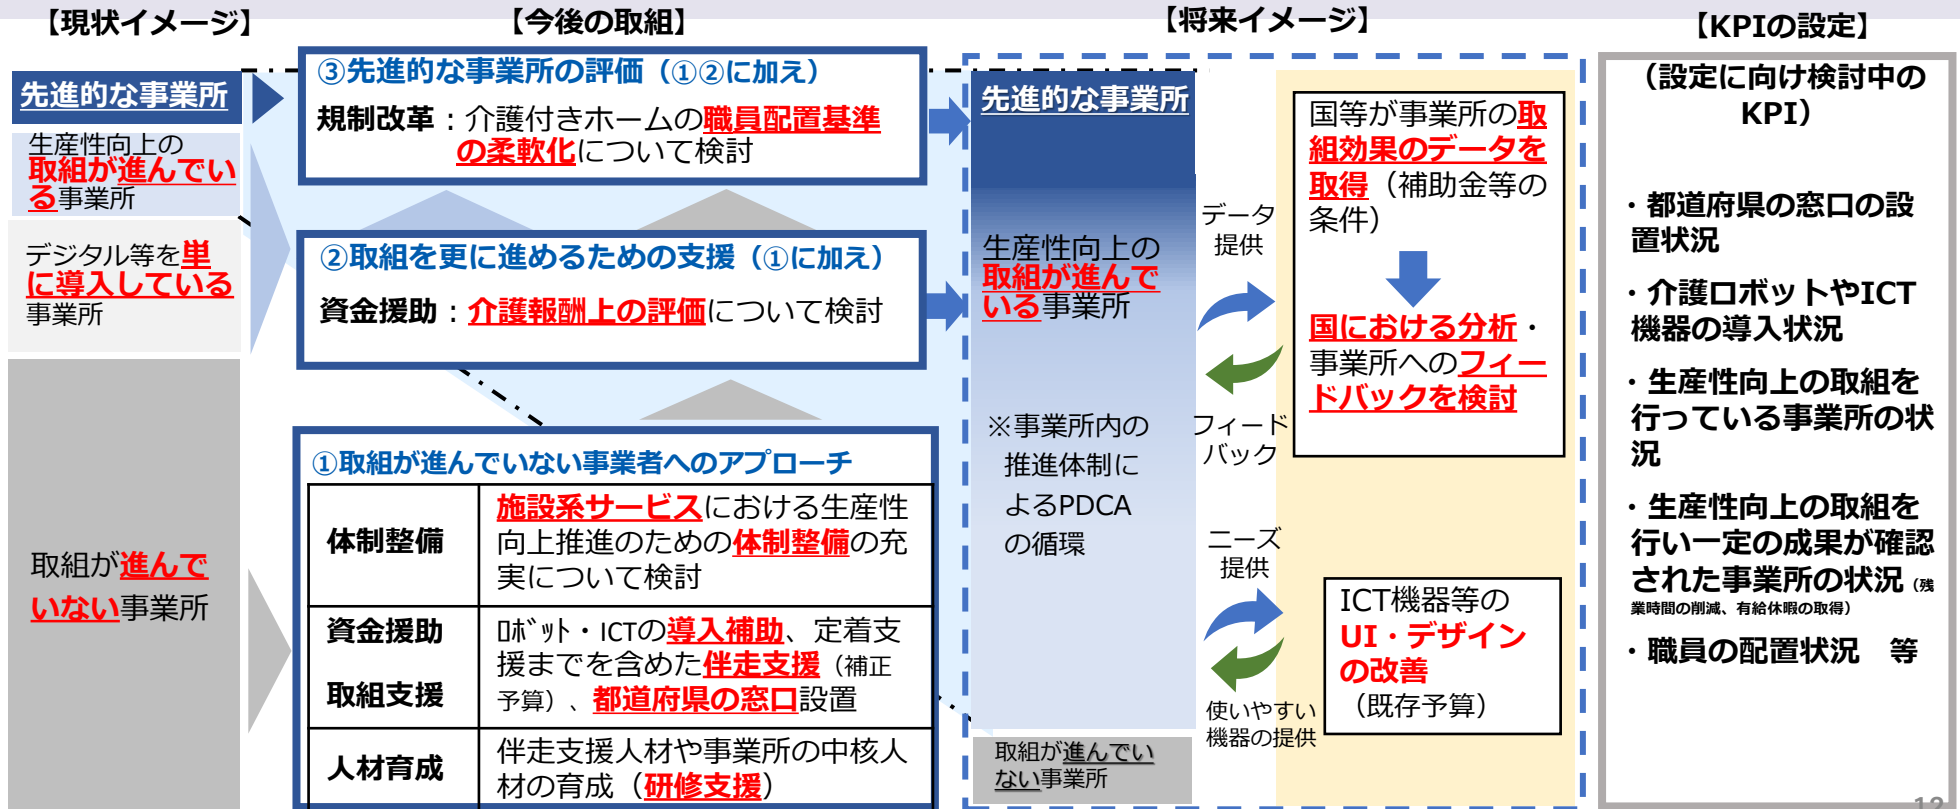 【現状イメージ】
【今後の取組】
【将来イメージ】
【KPIの設定】
先進的な事業所
生産性向上の
取組が進んでい
る事業所
デジタル等を単
に導入している
事業所
取組が進んで
いない事業所
③先進的な事業所の評価（①②に加え）
規制改革：介護付きホームの職員配置基準
の柔軟化について検討
②取組を更に進めるための支援（①に加え）
資金援助：介護報酬上の評価について検討
①取組が進んでいない事業者へのアプローチ
体制整備
施設系サービスにおける生産性
向上推進のための体制整備の充
実について検討
資金援助
取組支援
ﾛﾎﾞｯﾄ・ICTの導入補助、定着支
援までを含めた伴走支援（補正
予算）、都道府県の窓口設置
人材育成
伴走支援人材や事業所の中核人
材の育成（研修支援）
先進的な事業所
生産性向上の
取組が進んで
いる事業所
※事業所内の
推進体制に
よるPDCA
の循環
取組が進んでい
ない事業所
データ
提供
フィード
バック
ニーズ
提供
使いやすい
機器の提供
国等が事業所の取
組効果のデータを
取得（補助金等の
条件）
国における分析・
事業所へのフィー
ドバックを検討
ICT機器等の
UI・デザイン
の改善
（既存予算）
（設定に向け検討中の
KPI）
・都道府県の窓口の設
置状況
・介護ロボットやICT
機器の導入状況
・生産性向上の取組を
行っている事業所の状
況
・生産性向上の取組を
行い一定の成果が確認
された事業所の状況（残
業時間の削減、有給休暇の取得）
・職員の配置状況　等
12